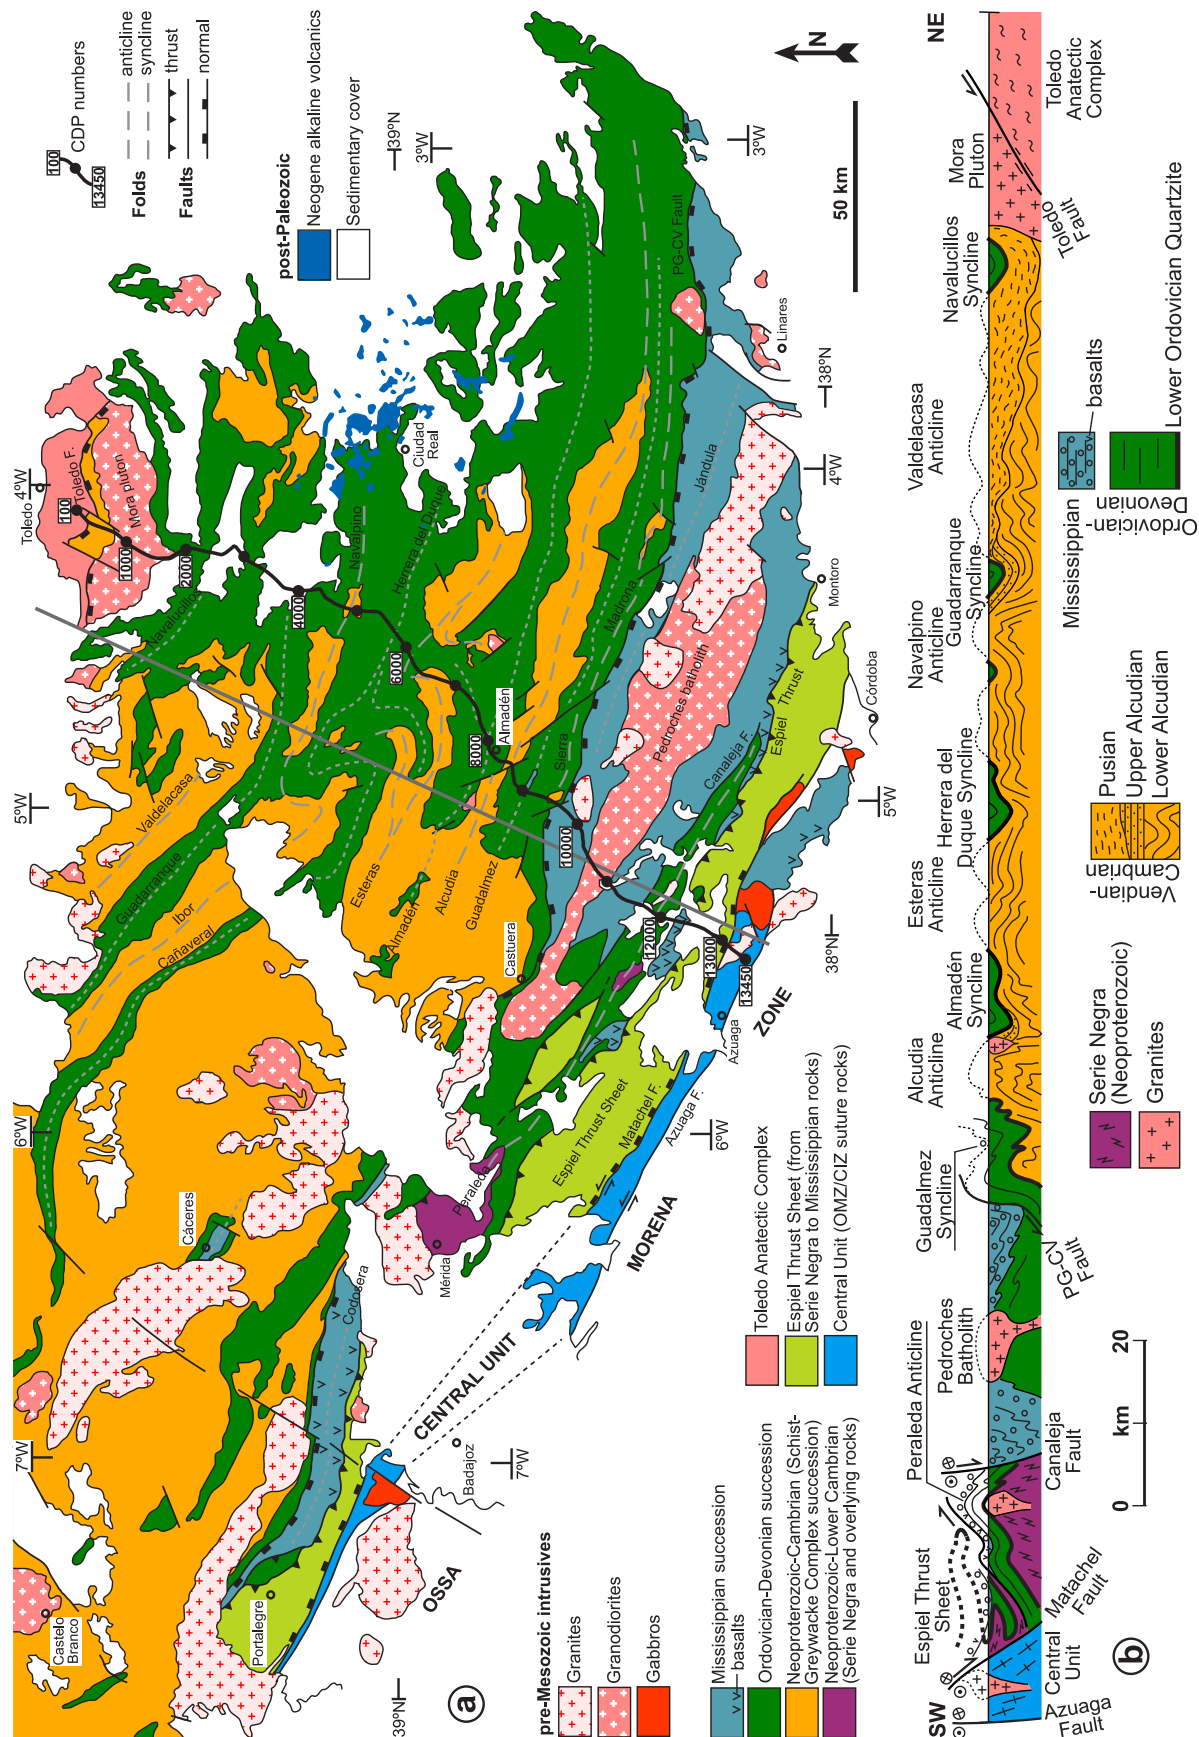 100
CDP numbers
13450
Folds
anticline
syncline
Faults
thrust
normal
post-Paleozoic
Neogene alkaline volcanics
Sedimentary cover
N
50 km
39ºN
3ºW
3ºW
38ºN
4ºW
5ºW
38ºN
6ºW
7ºW
39ºN
7ºW
6ºW
5ºW
4ºW
Toledo
Toledo F.
100
1000
Mora pluton
2000
Navalucillos
4000
Navalpino
Herrera del Duque
6000
Ciudad
Real
8000
Almadén
Sierra
Madrona
PG-CV Fault
Linares
Jándula
Montoro
Pedroches batholith
10000
Canaleja F.
Espiel Thrust
Córdoba
12000
13000
13450
Valdelacasa
Guadarranque
Ibor
Cañaveral
Esteras
Almadén
Alcudia
Guadalmez
Castuera
Azuaga
ZONE
Espiel Thrust Sheet
Matachel F.
Azuaga F.
MORENA
Peraleda
Mérida
Cáceres
Codosera
CENTRAL UNIT
Badajoz
OSSA
Portalegre
Castelo
Branco
a
pre-Mesozoic intrusives
Granites
Granodiorites
Gabbros
Mississippian succession
basalts
Ordovician-Devonian succession
Neoproterozoic-Cambrian (Schist-
Greywacke Complex succession)
Neoproterozoic-Lower Cambrian
(Serie Negra and overlying rocks)
Toledo Anatectic Complex
Espiel Thrust Sheet (from
Serie Negra to Mississippian rocks)
Central Unit (OMZ/CIZ suture rocks)
SW
NE
Azuaga
Fault
Central
Unit
Matachel
Fault
Espiel Thrust
Sheet
Peraleda Anticline
Canaleja
Fault
Pedroches
Batholith
PG-CV
Fault
Guadalmez
Syncline
Alcudia
Anticline
Almadén
Syncline
Esteras
Anticline
Herrera del
Duque Syncline
Navalpino
Anticline
Guadarranque
Syncline
Valdelacasa
Anticline
Navalucillos
Syncline
Toledo
Fault
Mora
Pluton
Toledo
Anatectic
Complex
b
0
km
20
Serie Negra
(Neoproterozoic)
Granites
Vendian-
Cambrian
Pusian
Upper Alcudian
Lower Alcudian
Mississippian
basalts
Ordovician-
Devonian
Lower Ordovician Quartzite